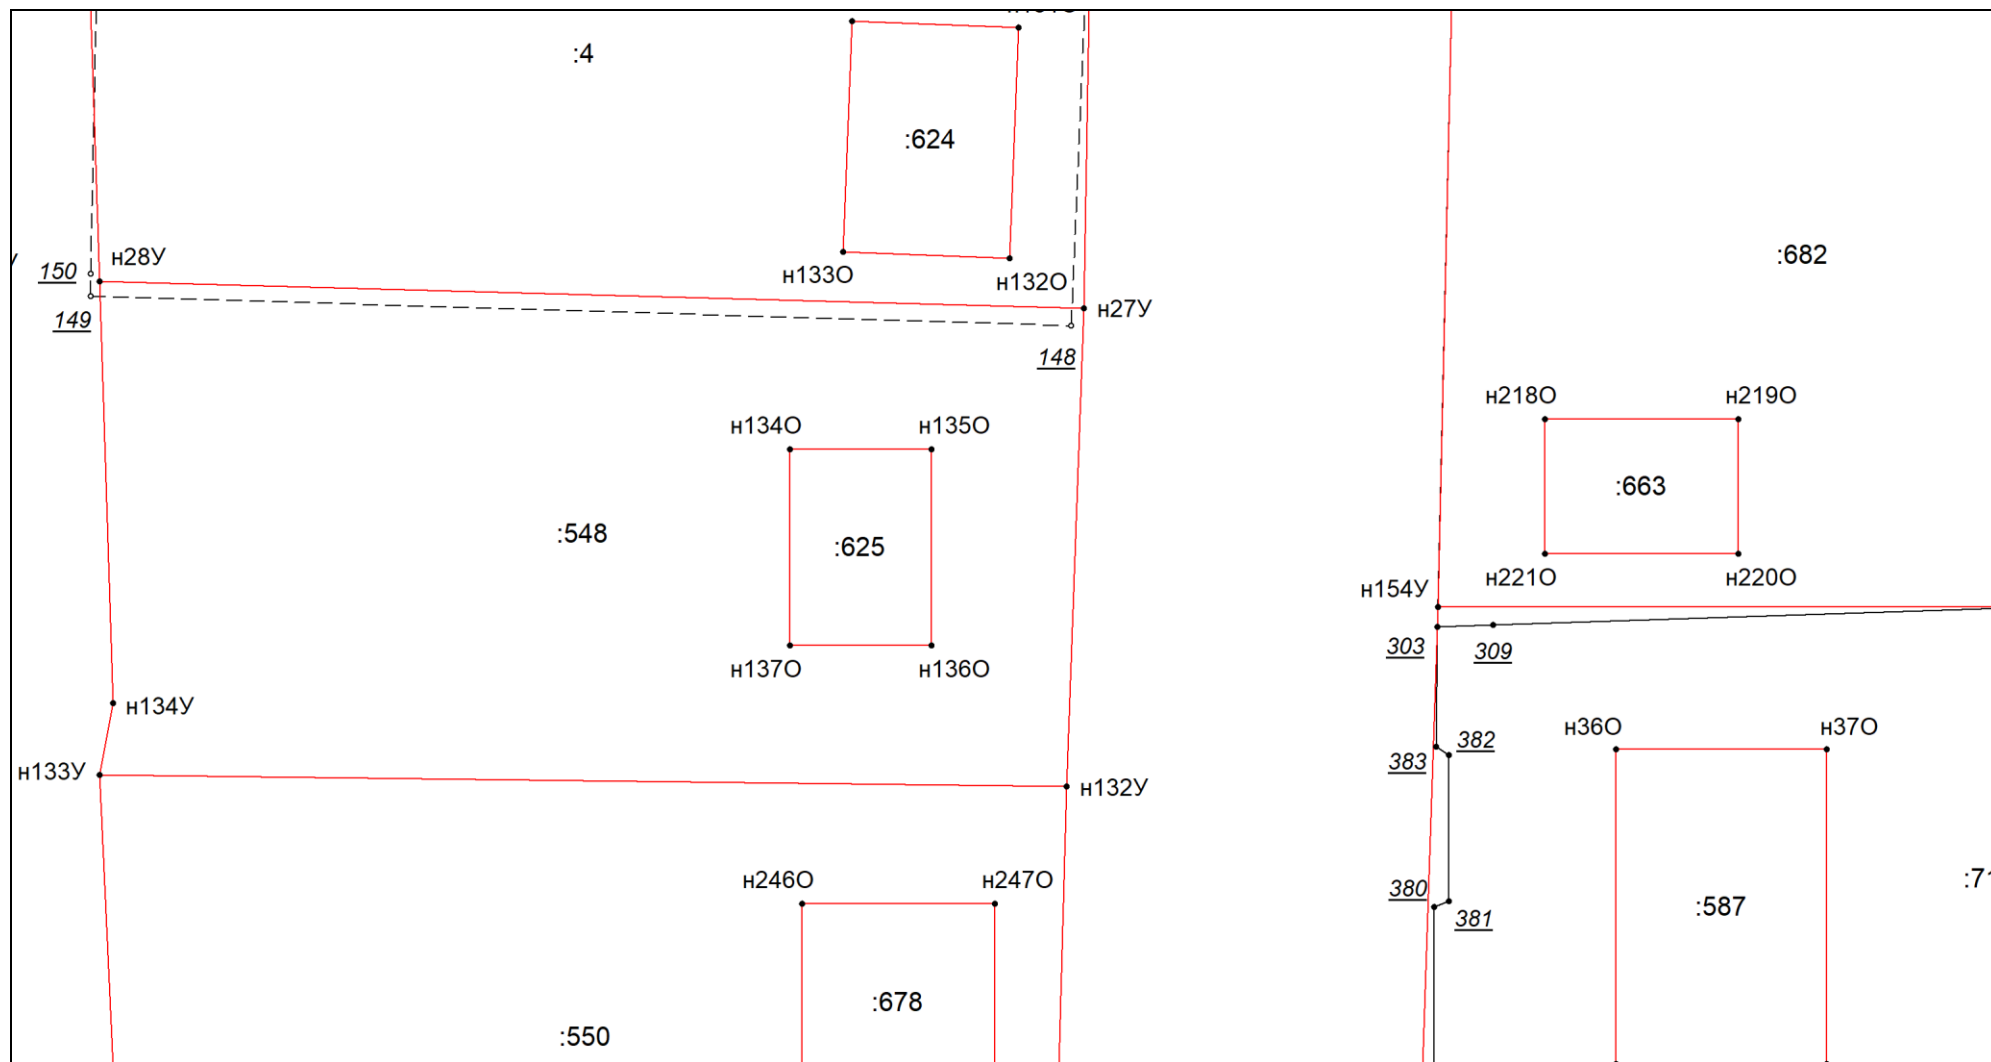 :4
:624
:682
н28У
150
н133О
н132О
149
н27У
148
н218О
н219О
н134О
н135О
:663
:548
:625
н221О
н220О
н154У
303
309
н137О
н136О
н134У
н36О
н37О
382
383
н133У
н132У
н246О
н247О
380
:587
381
:678
:550